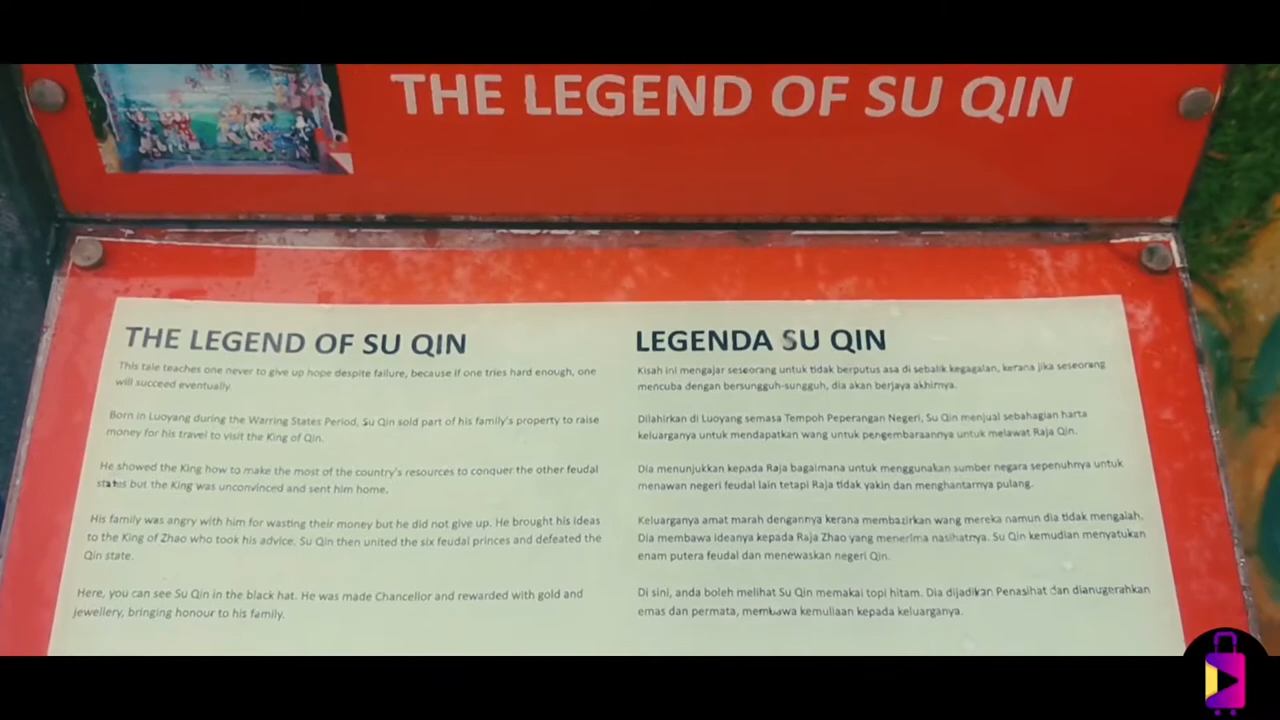 THE LEGEND OF SU QIN
THE LEGEND OF SU QIN
This tale teaches one never to give up hope despite failure, because if one tries hard enough, one
will succeed eventually.
Born in Luoyang during the Warring States Period, Su Qin sold part of his family's property to raise
money for his travel to visit the King of Qin.
He showed the King how to make the most of the country's resources to conquer the other feudal
states but the King was unconvinced and sent him home.
His family was angry with him for wasting their money but he did not give up. He brought his ideas
to the King of Zhao who took his advice. Su Qin then united the six feudal princes and defeated the
Qin state.
Here, you can see Su Qin in the black hat. He was made Chancellor and rewarded with gold and
jewellery, bringing honour to his family.
LEGENDA SU QIN
Kisah ini mengajar seseorang untuk tidak berputus asa di sebalik kegagalan, kerana jika seseorang
mencuba dengan bersungguh-sungguh, dia akan berjaya akhirnya.
Dilahirkan di Luoyang semasa Tempoh Peperangan Negeri, Su Qin menjual sebahagian harta
keluarganya untuk mendapatkan wang untuk pengembaraannya untuk melawat Raja Qin.
Dia menunjukkan kepada Raja bagaimana untuk menggunakan sumber negara sepenuhnya untuk
menawan negeri feudal lain tetapi Raja tidak yakin dan menghantarnya pulang.
Keluarganya amat marah dengannya kerana membazirkan wang mereka namun dia tidak mengalah.
Dia membawa ideanya kepada Raja Zhao yang menerima nasihatnya. Su Qin kemudian menyatukan
enam putera feudal dan menewaskan negeri Qin.
Di sini, anda boleh melihat Su Qin memakai topi hitam. Dia dijadikan Penasihat dan dianugerahkan
emas dan permata, membawa kemuliaan kepada keluarganya.